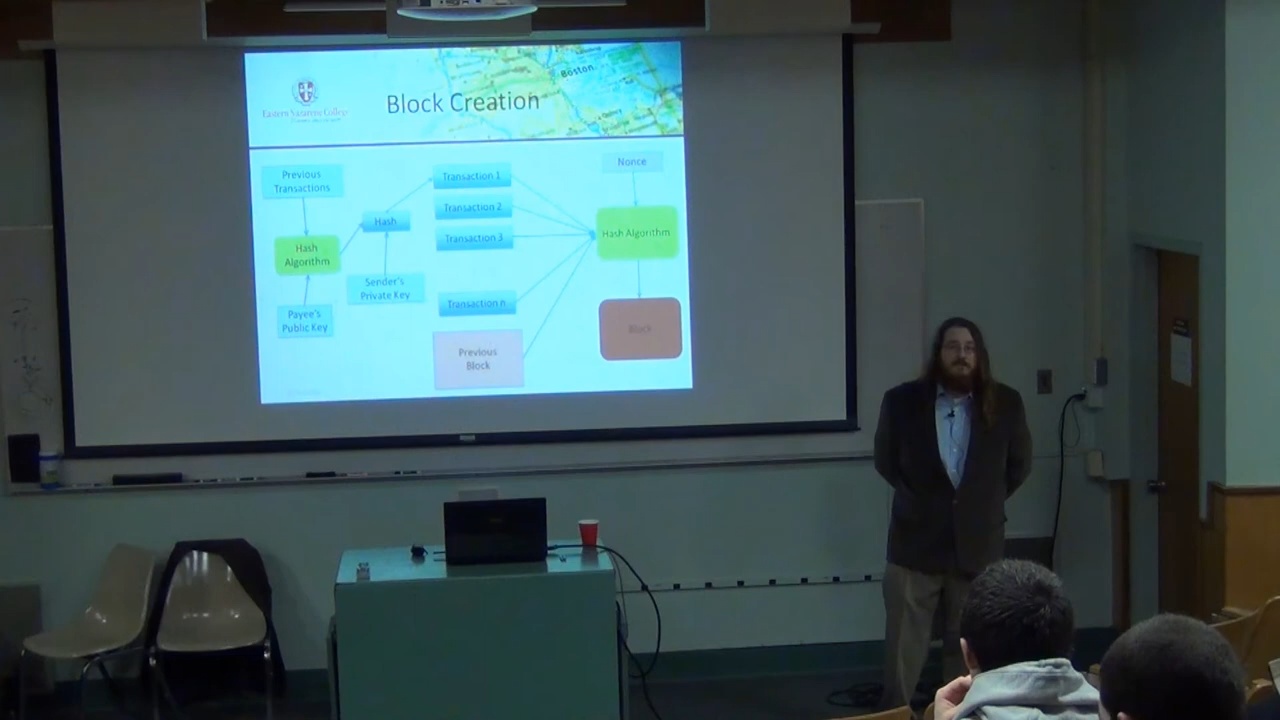 Boston
Eastern Nazarene College
Block Creation
Previous
Transactions
Hash
Algorithm
Payee's
Public Key
Hash
Sender's
Private Key
Transaction 1
Transaction 2
Transaction 3
Transaction n
Previous
Block
Nonce
Hash Algorithm
Block